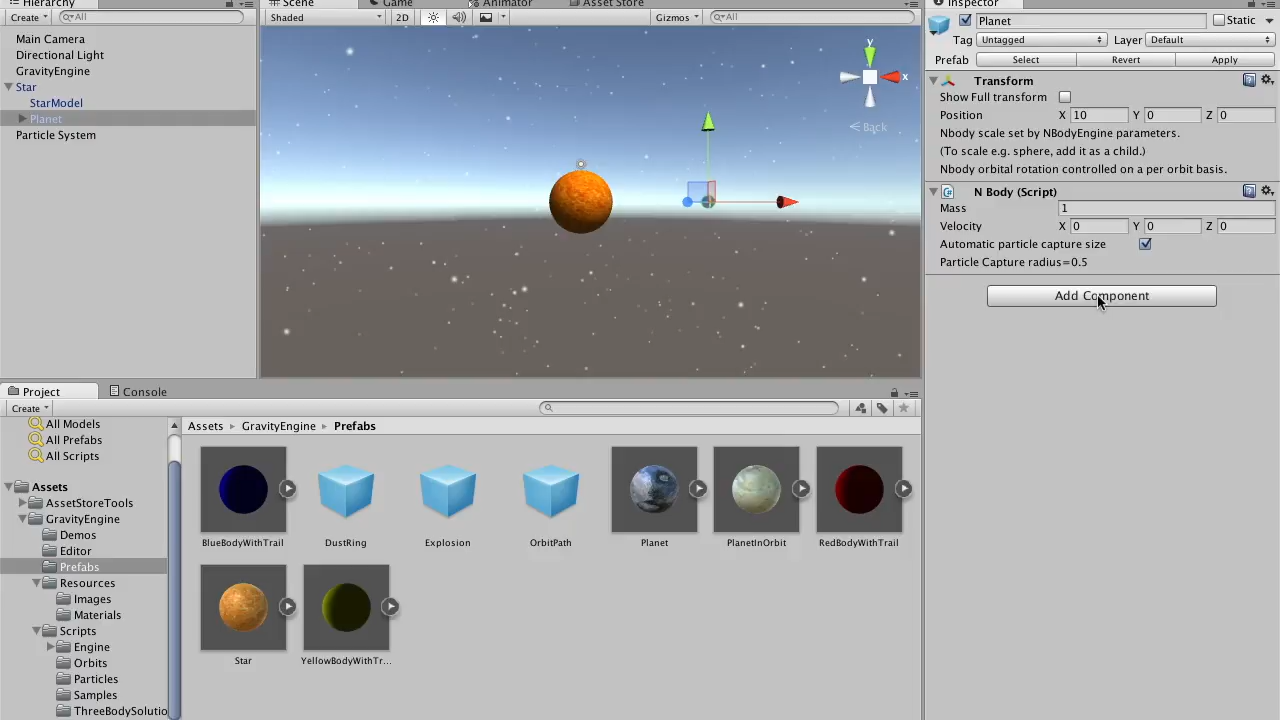 Hierarchy
Create
All
Main Camera
Directional Light
GravityEngine
Star
StarModel
Planet
Particle System
Scene
Game
Animator
Asset Store
Shaded
2D
Gizmos
All
y
x
Back
Inspector
Planet
Static
Tag Untagged Layer Default
Prefab Select Revert Apply
Transform
Show Full transform
Position X 10 Y 0 Z 0
Nbody scale set by NBodyEngine parameters.
(To scale e.g. sphere, add it as a child.)
Nbody orbital rotation controlled on a per orbit basis.
N Body (Script)
Mass 1
Velocity X 0 Y 0 Z 0
Automatic particle capture size
Particle Capture radius=0.5
Add Component
Project
Console
Create
All Models
All Prefabs
All Scripts
Assets
AssetStoreTools
GravityEngine
Demos
Editor
Prefabs
Resources
Images
Materials
Scripts
Engine
Orbits
Particles
Samples
ThreeBodySolutio
Assets GravityEngine Prefabs
BlueBodyWithTrail DustRing Explosion OrbitPath Planet PlanetInOrbit RedBodyWithTrail
Star YellowBodyWithTr...